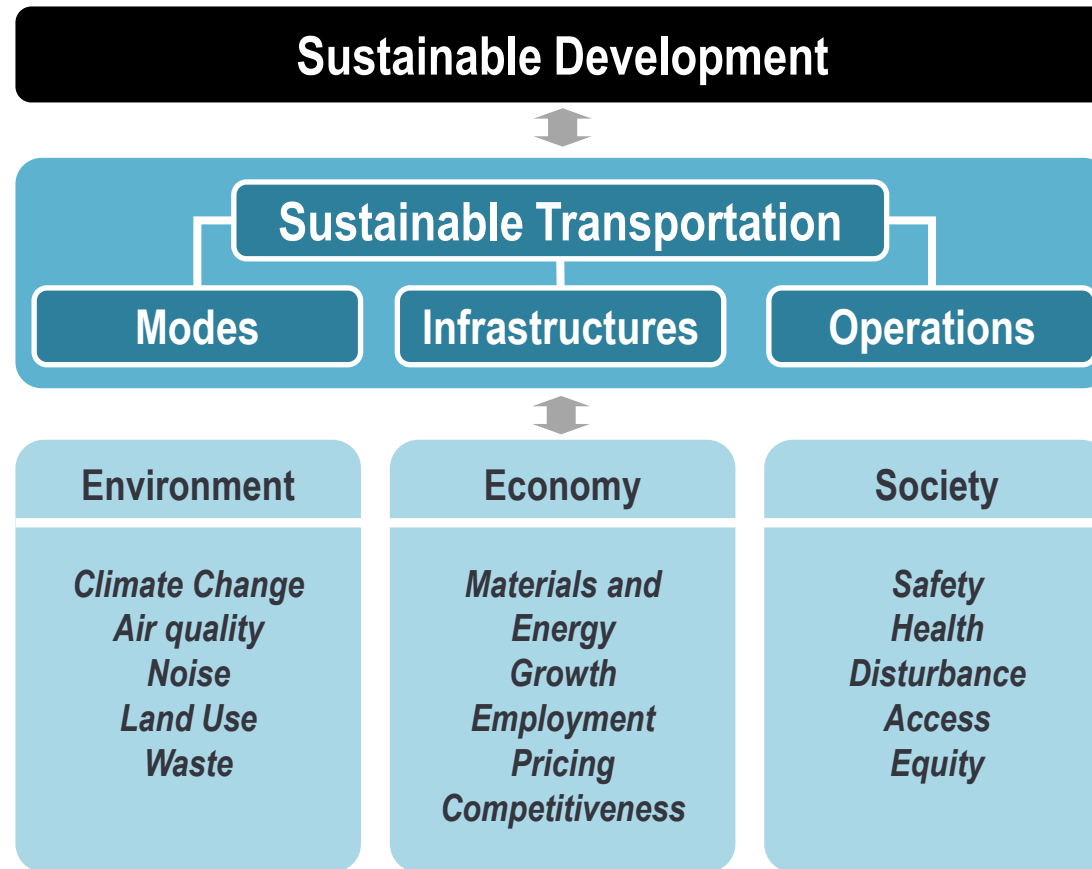 Sustainable Development
Sustainable Transportation
Modes
Infrastructures
Operations
Environment
Climate Change
Air quality
Noise
Land Use
Waste
Economy
Materials and
Energy
Growth
Employment
Pricing
Competitiveness
Society
Safety
Health
Disturbance
Access
Equity